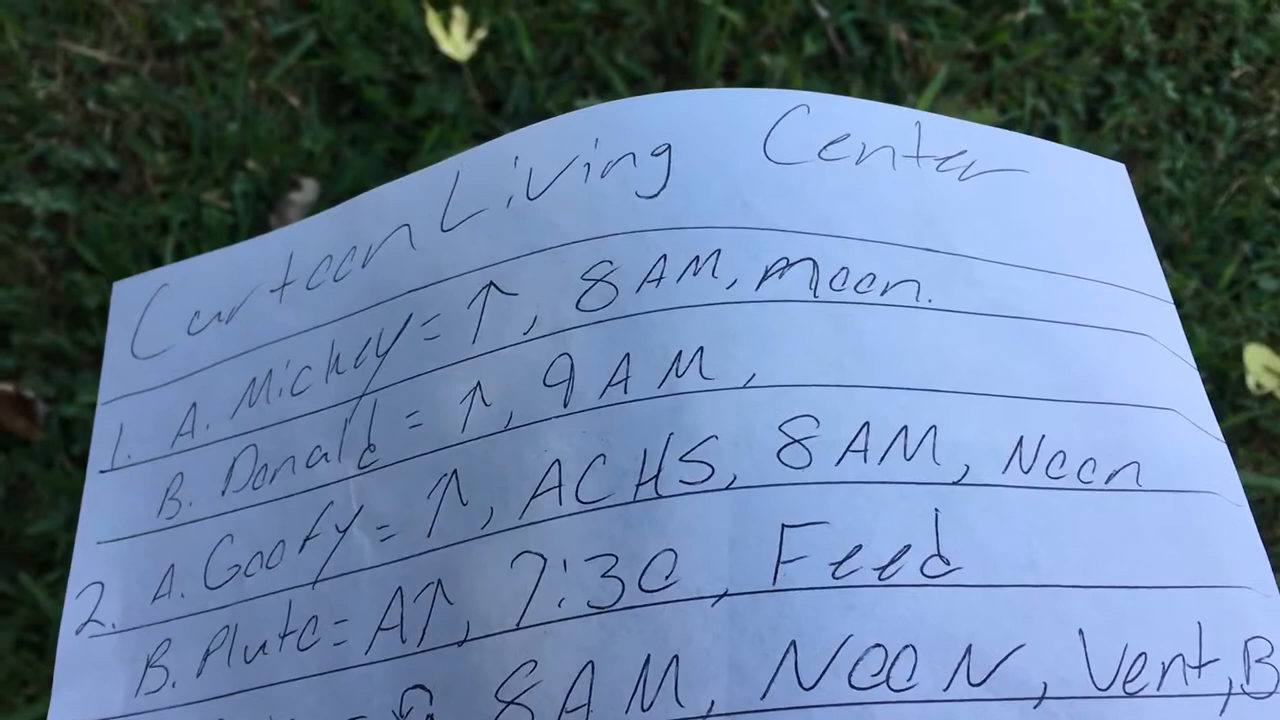 Cartoon Living Center
1. A. Mickey = ↑, 8 AM, Moon.
B. Donald = ↑, 9 AM,
2. A. Goofy = ↑, ACHS, 8 AM, Noon
B. Pluto = A↑, 7:30, Feed
8 AM, NOON, Vent, B